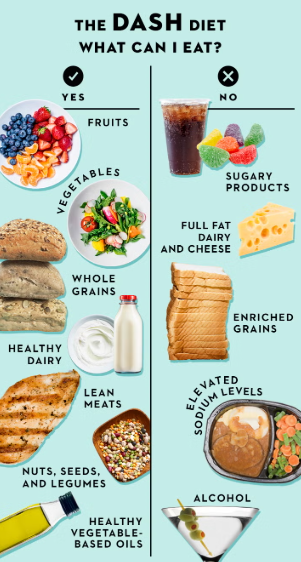 THE DASH DIET
WHAT CAN I EAT?
YES
FRUITS
VEGETABLES
WHOLE
GRAINS
HEALTHY
DAIRY
LEAN
MEATS
NUTS, SEEDS,
AND LEGUMES
HEALTHY
VEGETABLE-
BASED OILS
NO
SUGARY
PRODUCTS
FULL FAT
DAIRY
AND CHEESE
ENRICHED
GRAINS
ELEVATED
SODIUM LEVELS
ALCOHOL